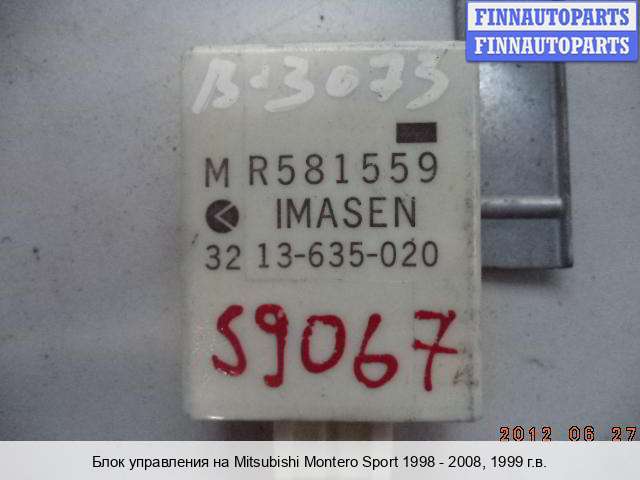 FINNAUTOPARTS
FINNAUTOPARTS
B-3073
MR581559
IMASEN
32 13-635-020
S9067
2012 06 27
Блок управления на Mitsubishi Montero Sport 1998 - 2008, 1999 г.в.